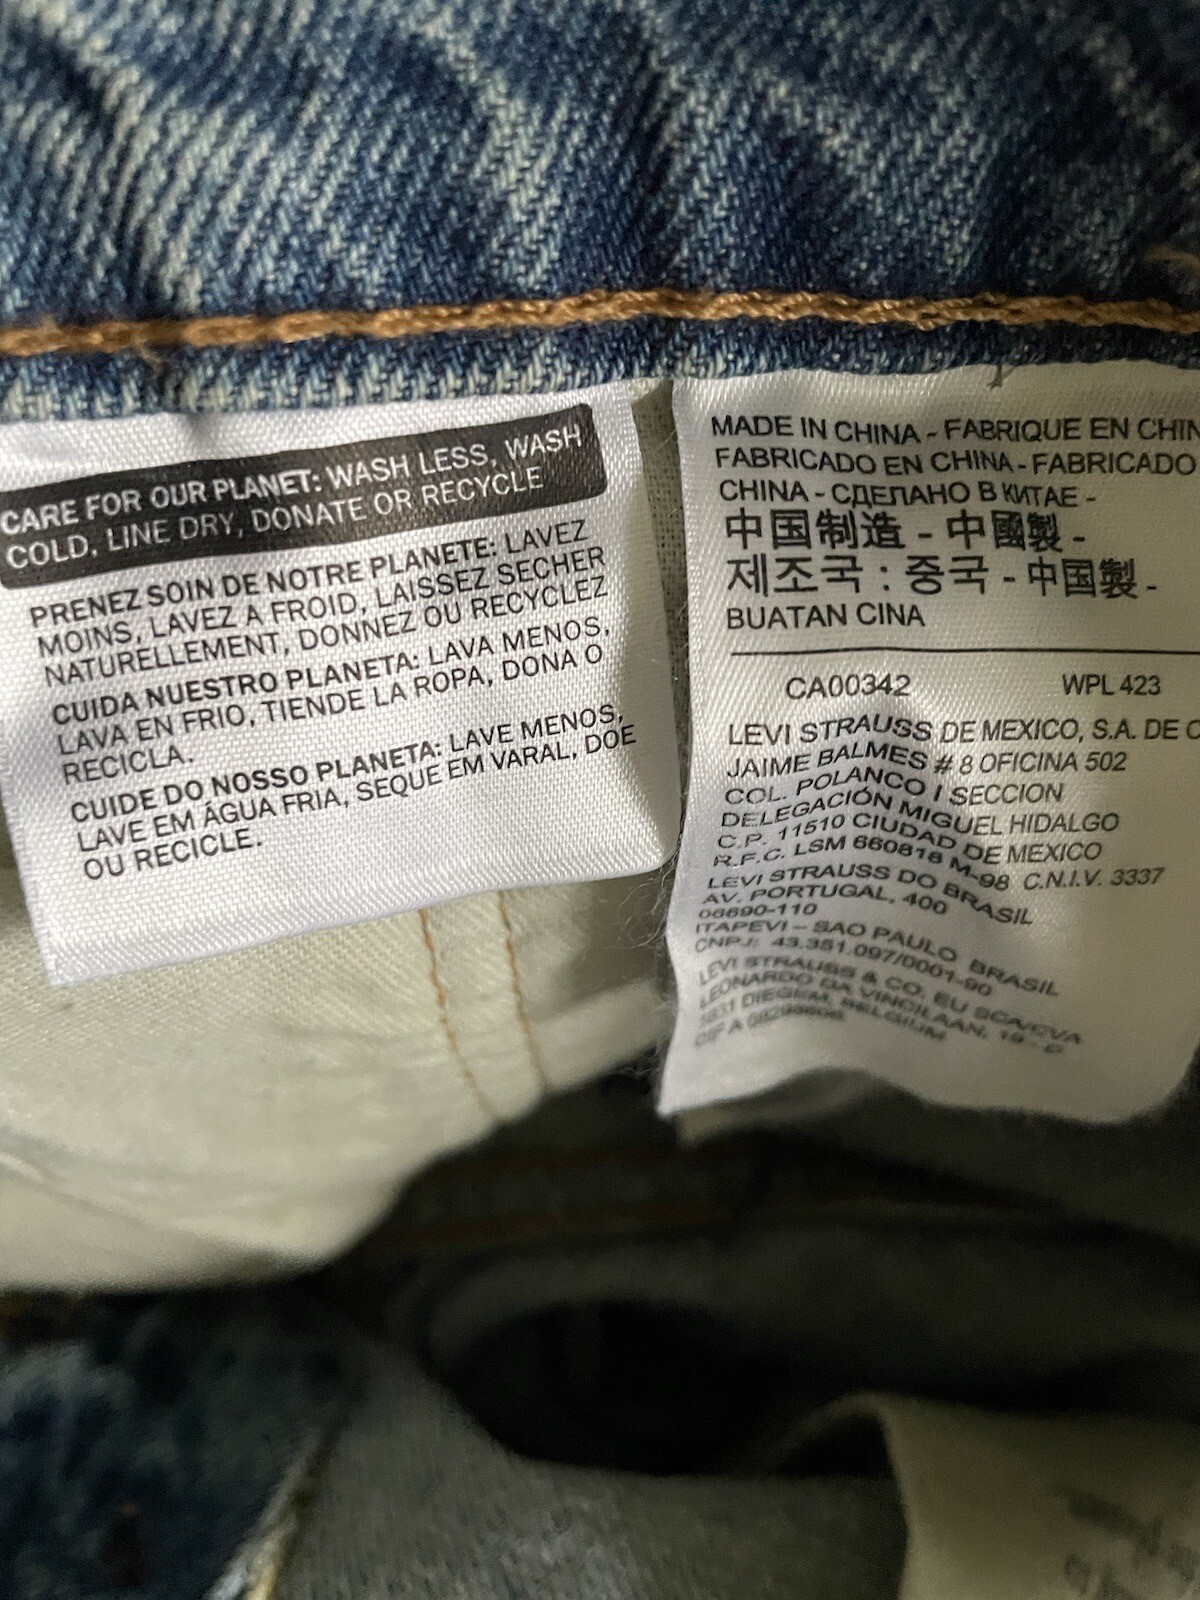 CARE FOR OUR PLANET: WASH LESS, WASH
COLD, LINE DRY, DONATE OR RECYCLE
PRENEZ SOIN DE NOTRE PLANETE: LAVEZ
MOINS, LAVEZ A FROID, LAISSEZ SECHER
NATURELLEMENT, DONNEZ OU RECYCLEZ
CUIDA NUESTRO PLANETA: LAVA MENOS,
LAVA EN FRIO, TIENDE LA ROPA, DONA O
RECICLA.
CUIDE DO NOSSO PLANETA: LAVE MENOS,
LAVE EM ÁGUA FRIA, SEQUE EM VARAL, DOE
OU RECICLE.
MADE IN CHINA - FABRIQUE EN CHIN
FABRICADO EN CHINA - FABRICADO
CHINA - СДЕЛАНО В КИТАЕ -
中国制造 - 中國製 -
제조국 : 중국 - 中国製 -
BUATAN CINA
CA00342 WPL 423
LEVI STRAUSS DE MEXICO, S.A. DE C
JAIME BALMES # 8 OFICINA 502
COL. POLANCO I SECCION
DELEGACIÓN MIGUEL HIDALGO
C.P. 11510 CIUDAD DE MEXICO
R.F.C. LSM 660818 M-98 C.N.I.V. 3337
LEVI STRAUSS DO BRASIL
AV. PORTUGAL, 400
06690-110
ITAPEVI – SAO PAULO BRASIL
CNPJ: 43.351.097/0001-90
LEVI STRAUSS & CO. EU SCA/CVA
LEONARDO DA VINCILAAN, 19 -
1831 DIEGEM, BELGIUM
CIF A